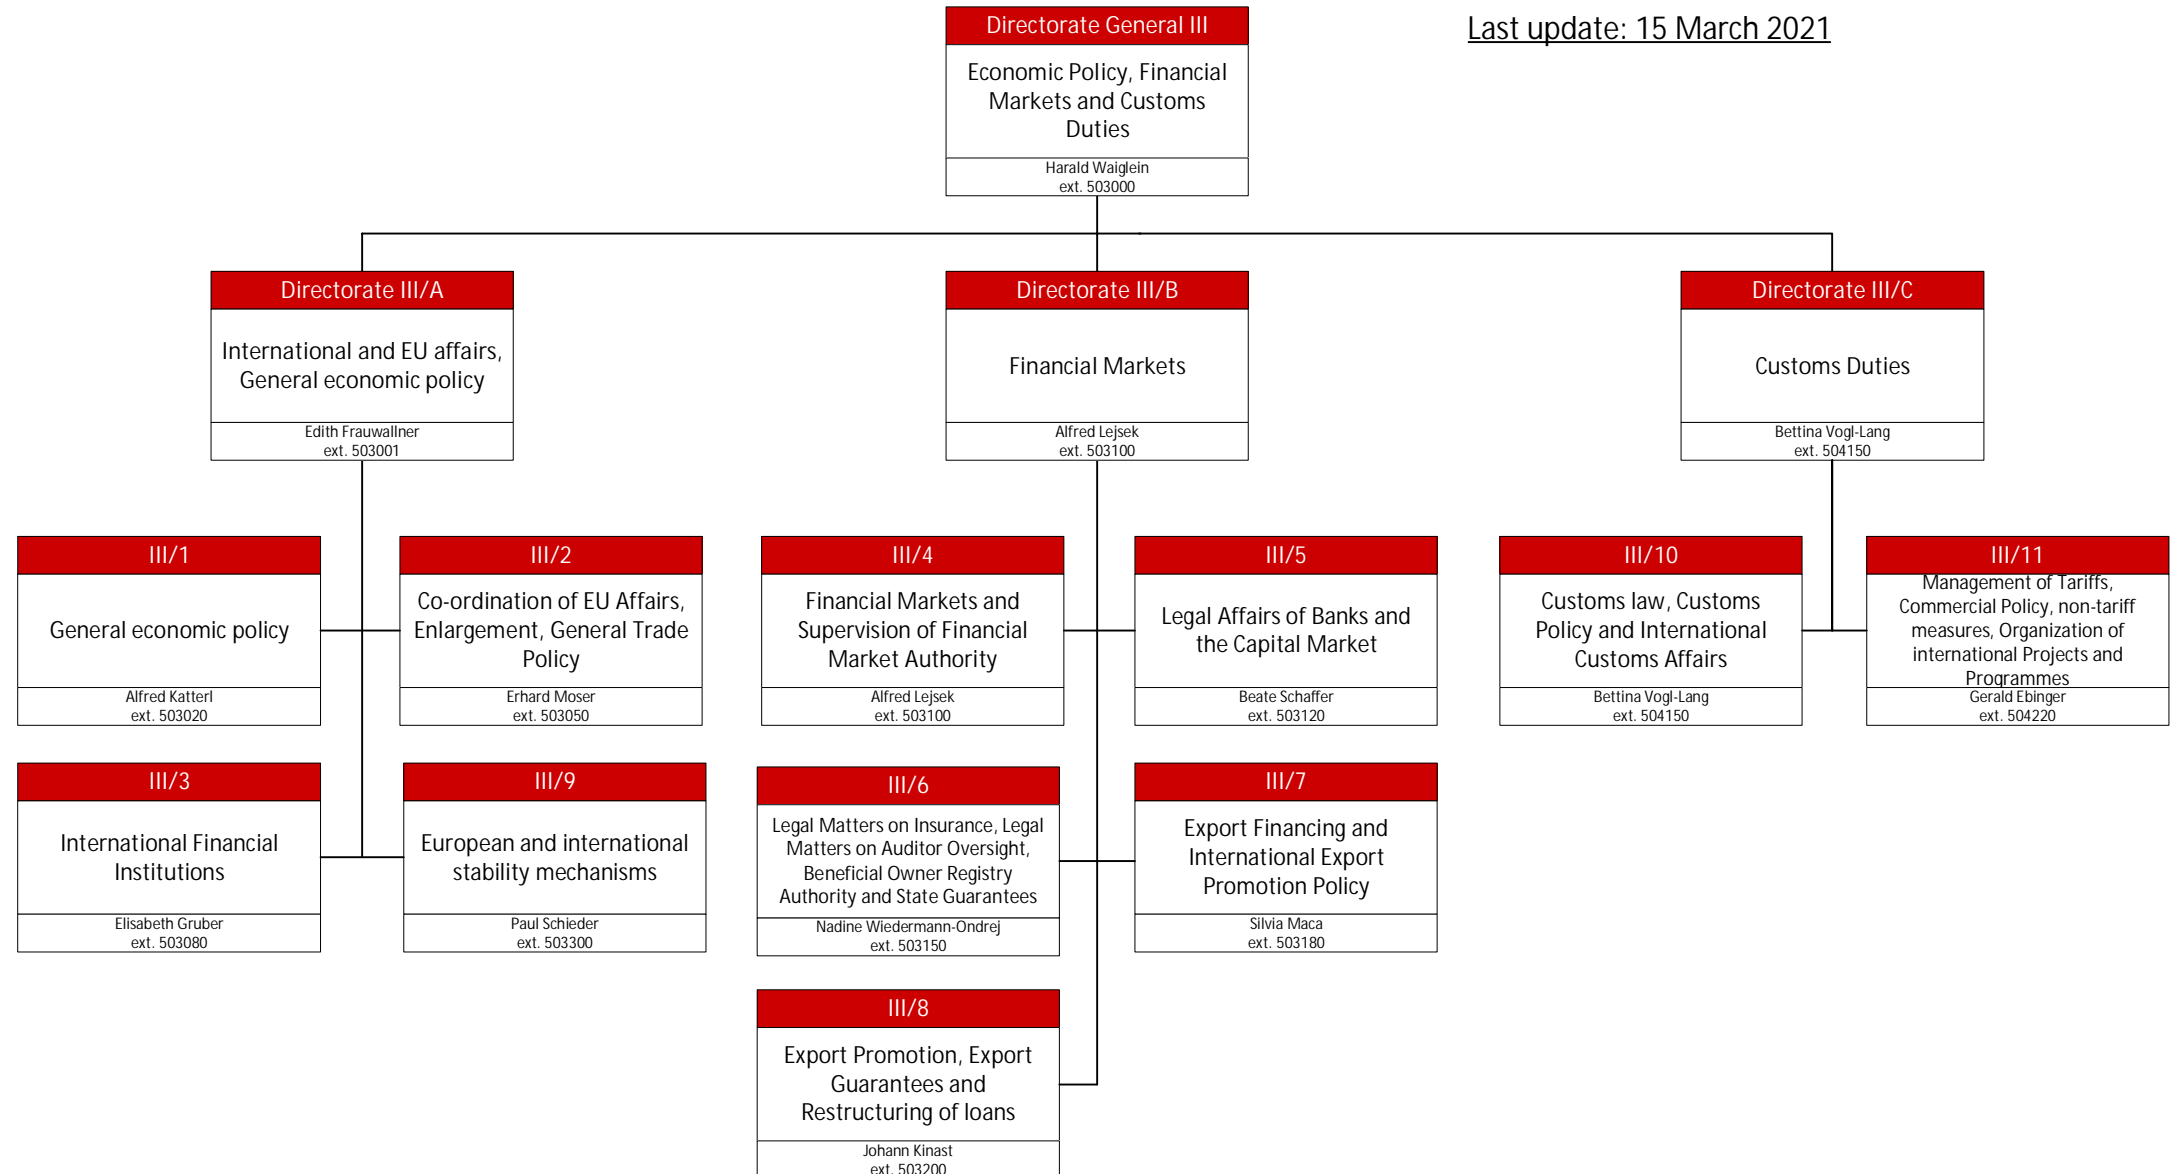 Directorate General III
Last update: 15 March 2021
Economic Policy, Financial
Markets and Customs
Duties
Harald Waiglein
ext. 503000
Directorate III/A
International and EU affairs,
General economic policy
Edith Frauwallner
ext. 503001
Directorate III/B
Financial Markets
Alfred Lejsek
ext. 503100
Directorate III/C
Customs Duties
Bettina Vogl-Lang
ext. 504150
III/1
General economic policy
Alfred Katterl
ext. 503020
III/2
Co-ordination of EU Affairs,
Enlargement, General Trade
Policy
Erhard Moser
ext. 503050
III/4
Financial Markets and
Supervision of Financial
Market Authority
Alfred Lejsek
ext. 503100
III/5
Legal Affairs of Banks and
the Capital Market
Beate Schaffer
ext. 503120
III/10
Customs law, Customs
Policy and International
Customs Affairs
Bettina Vogl-Lang
ext. 504150
III/11
Management of Tariffs,
Commercial Policy, non-tariff
measures, Organization of
international Projects and
Programmes
Gerald Ebinger
ext. 504220
III/3
International Financial
Institutions
Elisabeth Gruber
ext. 503080
III/9
European and international
stability mechanisms
Paul Schieder
ext. 503300
III/6
Legal Matters on Insurance, Legal
Matters on Auditor Oversight,
Beneficial Owner Registry
Authority and State Guarantees
Nadine Wiedermann-Ondrej
ext. 503150
III/7
Export Financing and
International Export
Promotion Policy
Silvia Maca
ext. 503180
III/8
Export Promotion, Export
Guarantees and
Restructuring of loans
Johann Kinast
ext. 503200